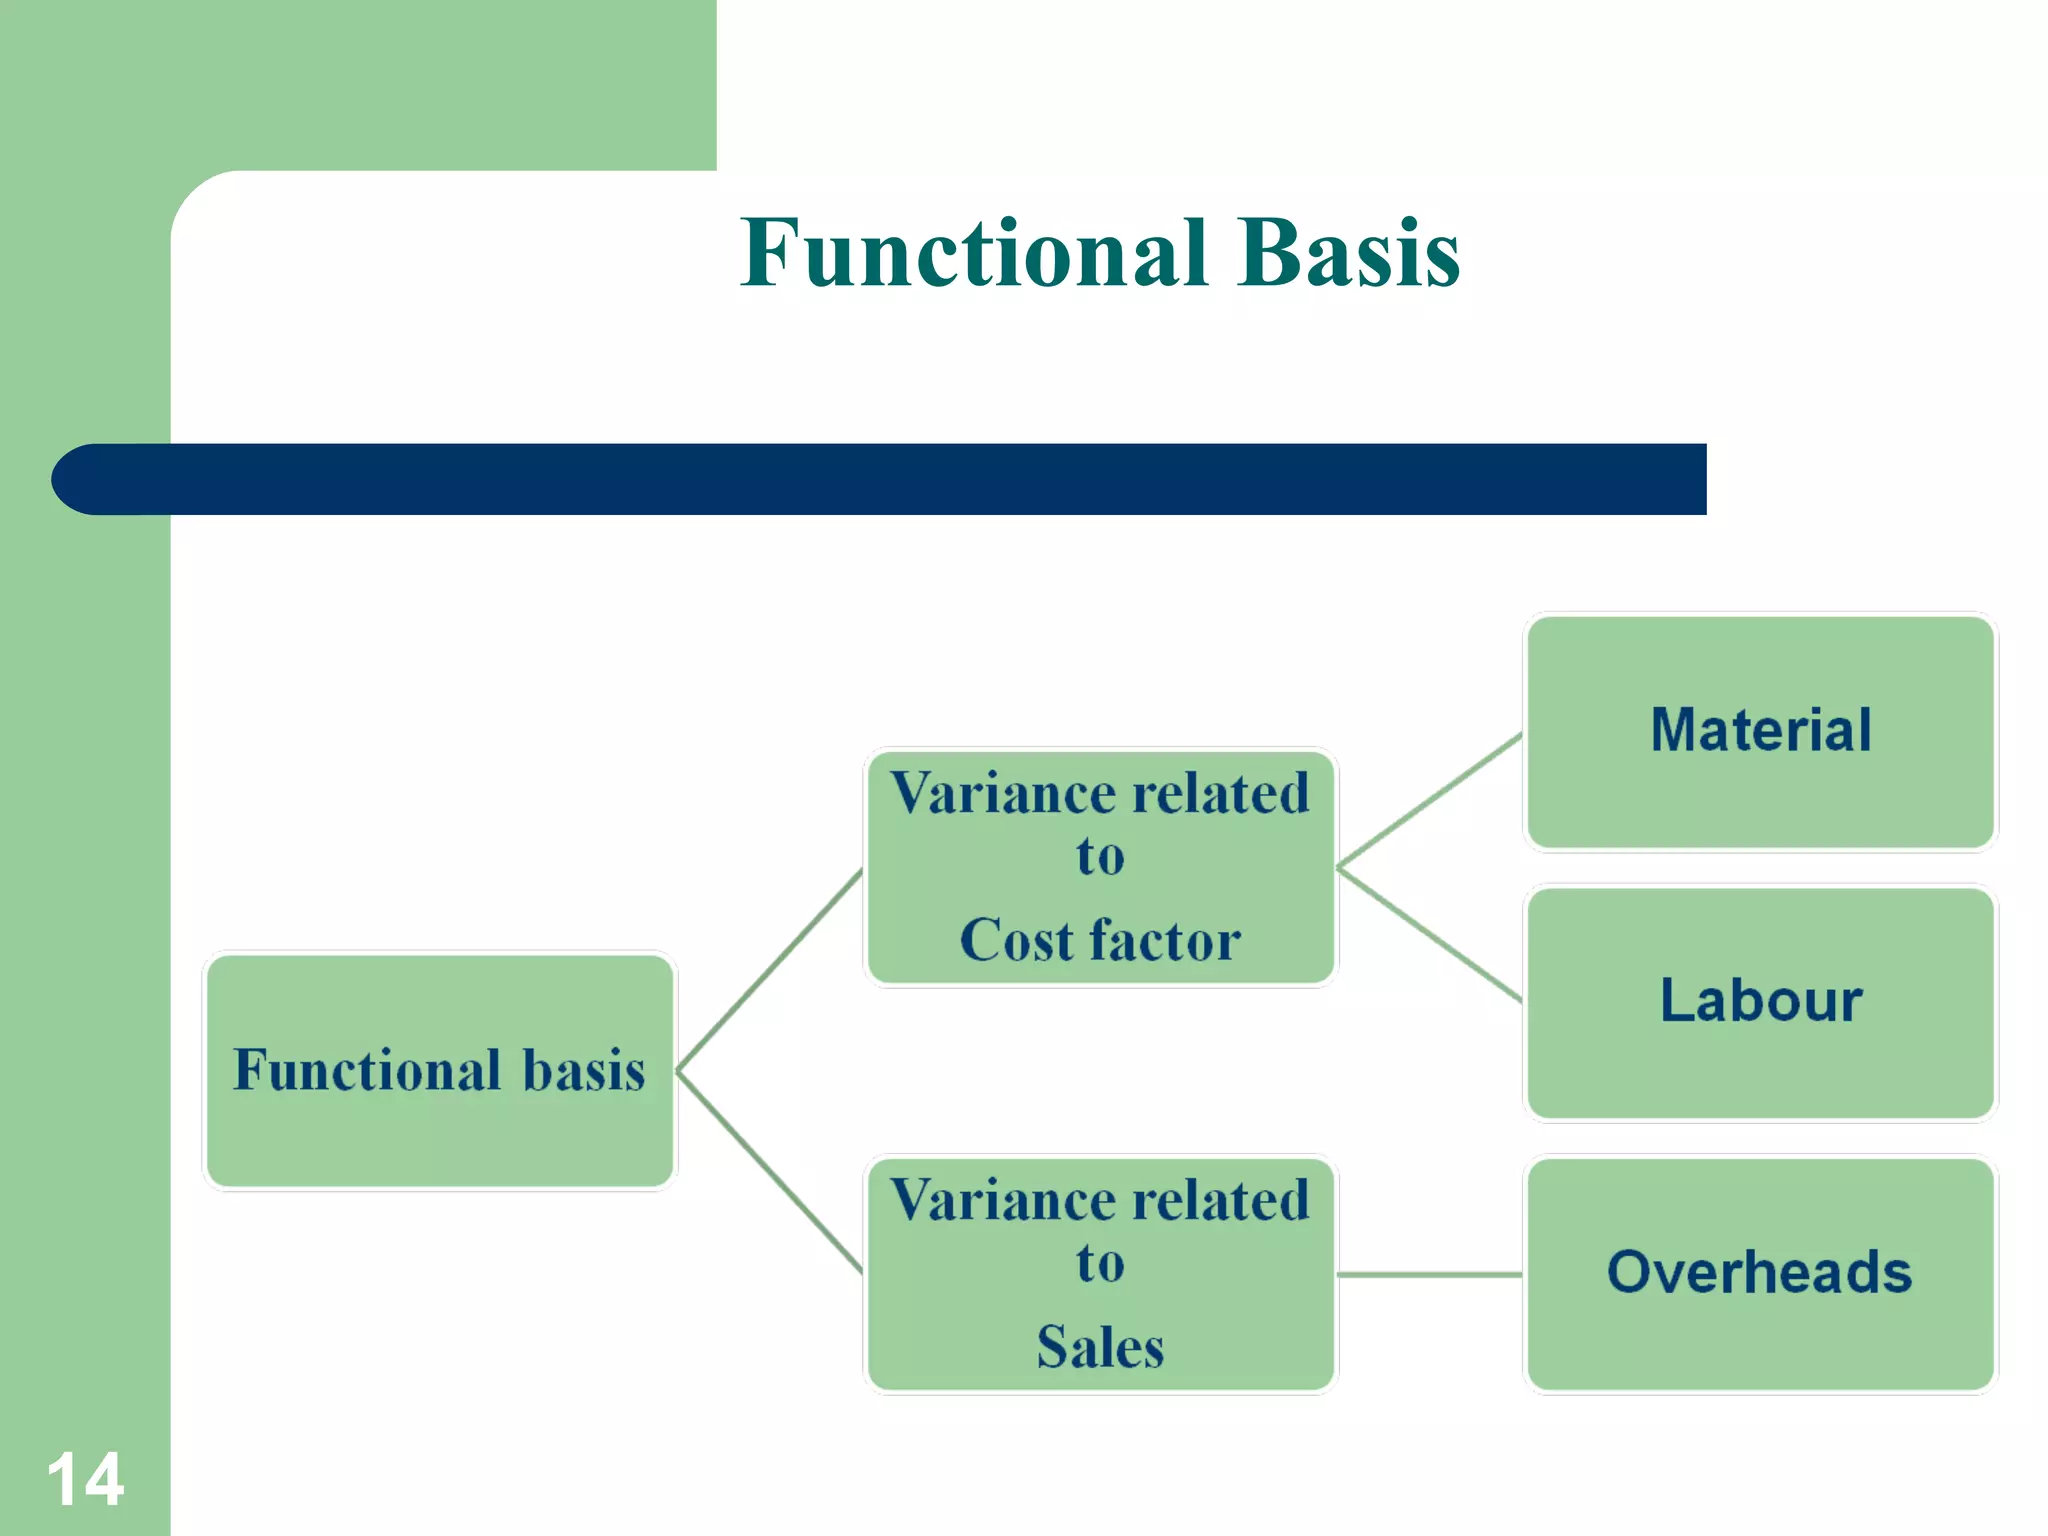 Functional Basis
Functional basis
Variance related
to
Cost factor
Material
Labour
Variance related
to
Sales
Overheads
14